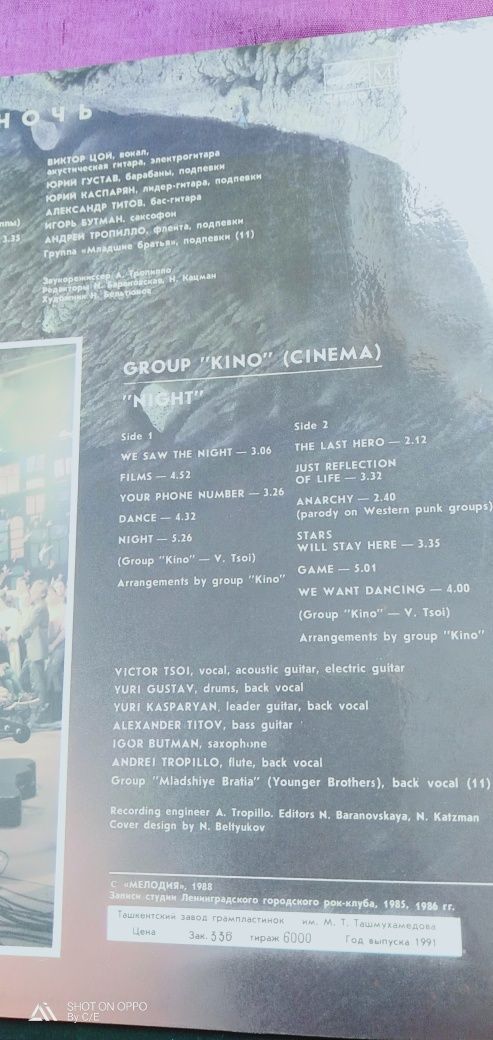 НОЧЬ
ВИКТОР ЦОЙ, вокал,
акустическая гитара, электрогитара
ЮРИЙ ГУСТАВ, барабаны, подпевки
ЮРИЙ КАСПАРЯН, лидер-гитара, подпевки
АЛЕКСАНДР ТИТОВ, бас-гитара
ИГОРЬ БУТМАН, саксофон
3.35 АНДРЕЙ ТРОПИЛЛО, флейта, подпевки
Группа «Младшие братья», подпевки (11)
Звукорежиссер А. Тропилло
Редакторы Н. Барановская, Н. Кацман
Художник Н. Бельтюков
GROUP "KINO" (CINEMA)
"NIGHT"
Side 1
WE SAW THE NIGHT — 3.06
FILMS — 4.52
YOUR PHONE NUMBER — 3.26
DANCE — 4.32
NIGHT — 5.26
(Group "Kino" — V. Tsoi)
Arrangements by group "Kino"
Side 2
THE LAST HERO — 2.12
JUST REFLECTION
OF LIFE — 3.32
ANARCHY — 2.40
(parody on Western punk groups)
STARS
WILL STAY HERE — 3.35
GAME — 5.01
WE WANT DANCING — 4.00
(Group "Kino" — V. Tsoi)
Arrangements by group "Kino"
VICTOR TSOI, vocal, acoustic guitar, electric guitar
YURI GUSTAV, drums, back vocal
YURI KASPARYAN, leader guitar, back vocal
ALEXANDER TITOV, bass guitar
IGOR BUTMAN, saxophone
ANDREI TROPILLO, flute, back vocal
Group "Mladshiye Bratia" (Younger Brothers), back vocal (11)
Recording engineer A. Tropillo. Editors N. Baranovskaya, N. Katzman
Cover design by N. Beltyukov
С «МЕЛОДИЯ», 1988
Записи студии Ленинградского городского рок-клуба, 1985, 1986 гг.
Ташкентский завод грампластинок им. М. Т. Ташмухамедова
Цена Зак. 336 тираж 6000 Год выпуска 1991
SHOT ON OPPO
By C/E